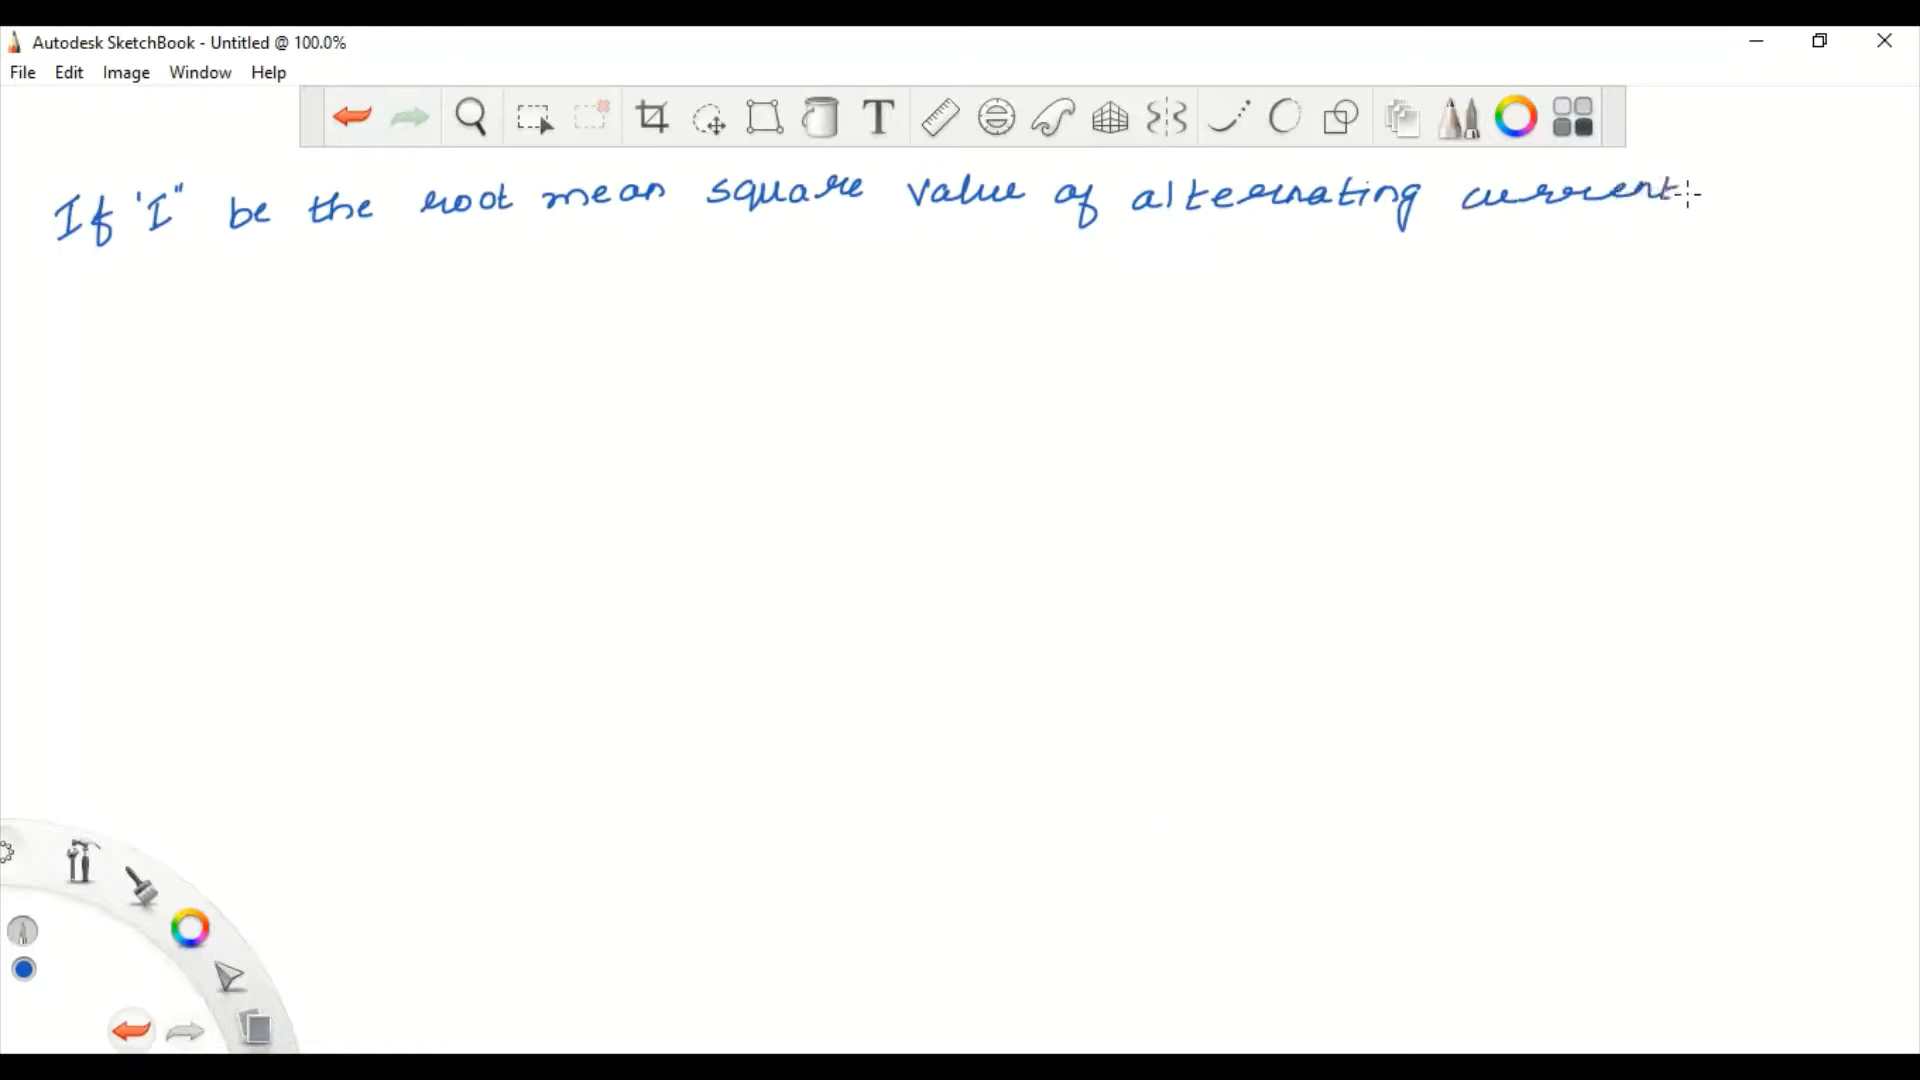 Autodesk SketchBook - Untitled @ 100.0%
File Edit Image Window Help
T
If 'I" be the root mean square value of alternating current